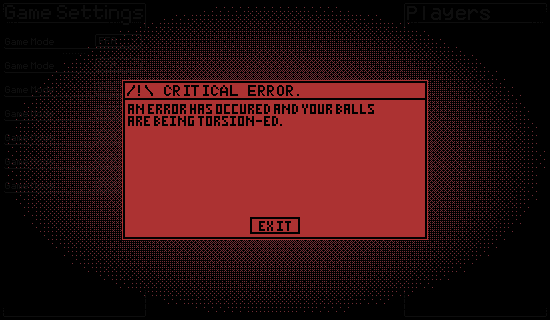 Game Settings
Players
Game Mode
Game Mode
/!\ CRITICAL ERROR.
AN ERROR HAS OCCURED AND YOUR BALLS
ARE BEING TORSION-ED.
EXIT